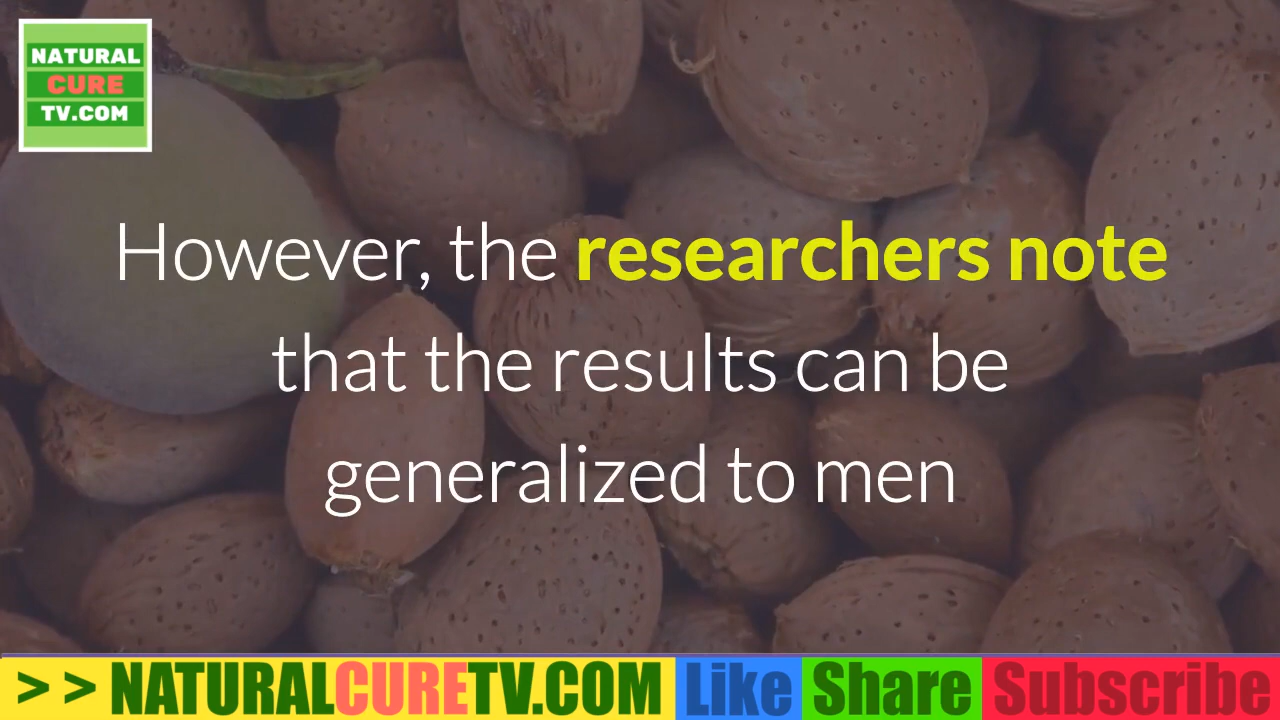 NATURAL
CURE
TV.COM
However, the researchers note
that the results can be
generalized to men
>> NATURALCURETV.COM Like Share Subscribe